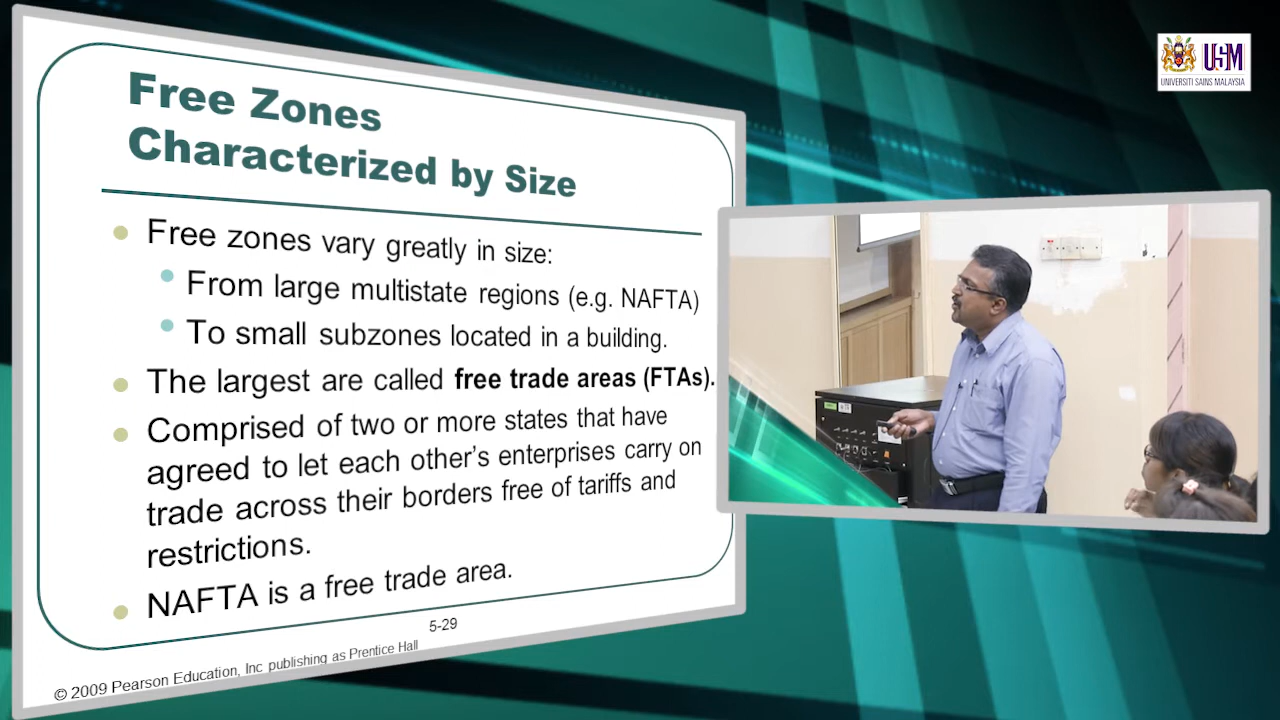 Free Zones
Characterized by Size
Free zones vary greatly in size:
From large multistate regions (e.g. NAFTA)
To small subzones located in a building.
The largest are called free trade areas (FTAs).
Comprised of two or more states that have
agreed to let each other's enterprises carry on
trade across their borders free of tariffs and
restrictions.
NAFTA is a free trade area.
5-29
© 2009 Pearson Education, Inc publishing as Prentice Hall
USM
UNIVERSITI SAINS MALAYSIA